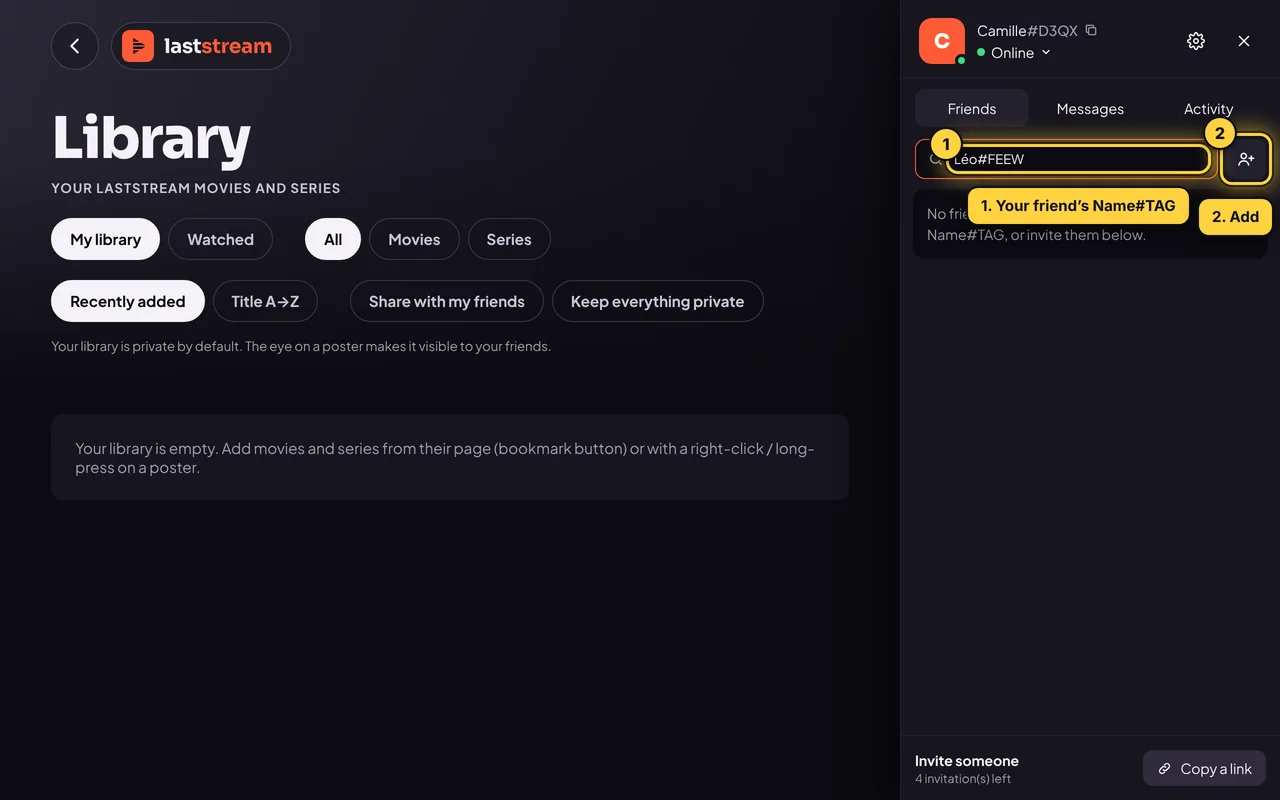 laststream
Library
YOUR LASTSTREAM MOVIES AND SERIES
My library
Watched
All
Movies
Series
Recently added
Title A→Z
Share with my friends
Keep everything private
Your library is private by default. The eye on a poster makes it visible to your friends.
Your library is empty. Add movies and series from their page (bookmark button) or with a right-click / long-
press on a poster.
C
Camille#D3QX
Online
Friends
Messages
Activity
1
2
Léo#FEEW
1. Your friend’s Name#TAG
2. Add
No
Name#TAG, or invite them below.
Invite someone
4 invitation(s) left
Copy a link